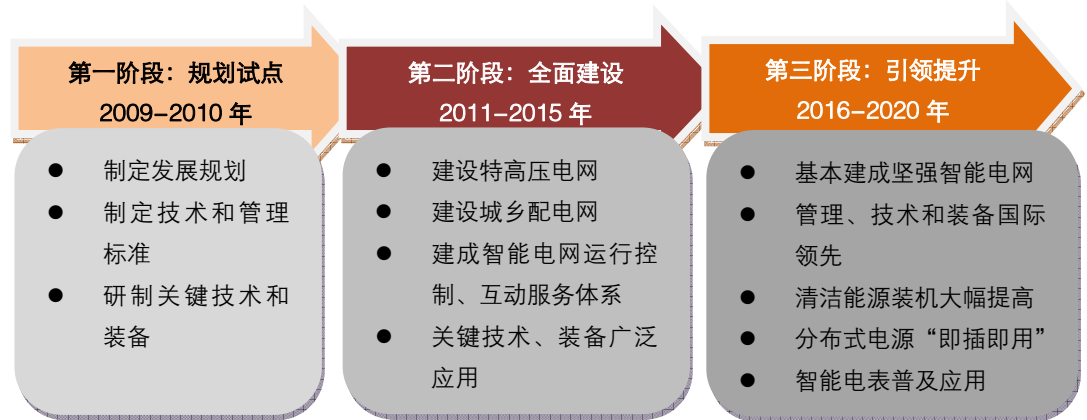 第一阶段：规划试点
2009-2010 年
● 制定发展规划
● 制定技术和管理
标准
● 研制关键技术和
装备
第二阶段：全面建设
2011-2015 年
● 建设特高压电网
● 建设城乡配电网
● 建成智能电网运行控
制、互动服务体系
● 关键技术、装备广泛
应用
第三阶段：引领提升
2016-2020 年
● 基本建成坚强智能电网
● 管理、技术和装备国际
领先
● 清洁能源装机大幅提高
● 分布式电源“即插即用”
● 智能电表普及应用